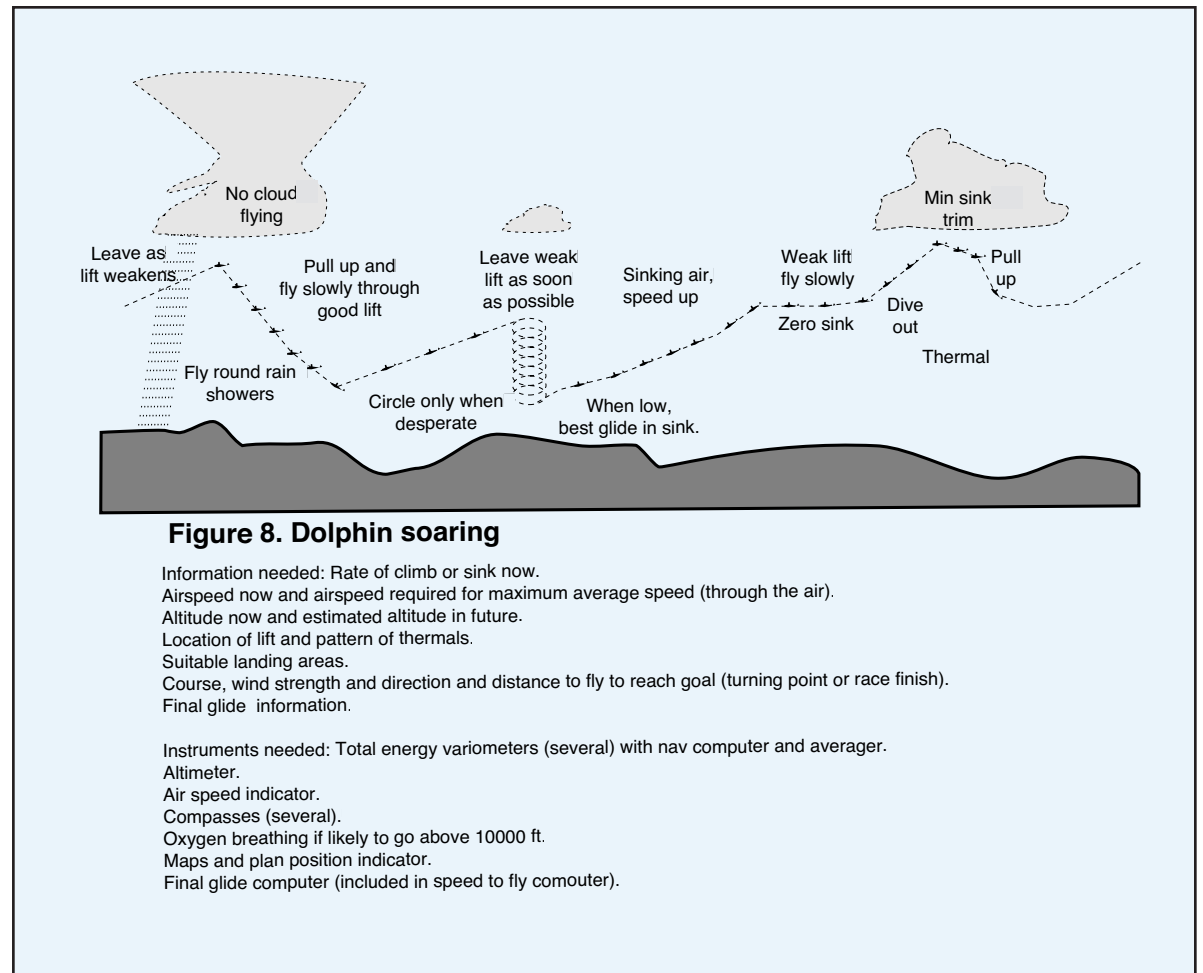 No cloud
flying
Min sink
trim
Leave as
lift weakens
Pull up and
fly slowly through
good lift
Leave weak
lift as soon
as possible
Sinking air,
speed up
Weak lift
fly slowly
Pull
up
Zero sink
Dive
out
Thermal
Fly round rain
showers
Circle only when
desperate
When low,
best glide in sink.
Figure 8. Dolphin soaring
Information needed: Rate of climb or sink now.
Airspeed now and airspeed required for maximum average speed (through the air).
Altitude now and estimated altitude in future.
Location of lift and pattern of thermals.
Suitable landing areas.
Course, wind strength and direction and distance to fly to reach goal (turning point or race finish).
Final glide information.
Instruments needed: Total energy variometers (several) with nav computer and averager.
Altimeter.
Air speed indicator.
Compasses (several).
Oxygen breathing if likely to go above 10000 ft.
Maps and plan position indicator.
Final glide computer (included in speed to fly comouter).